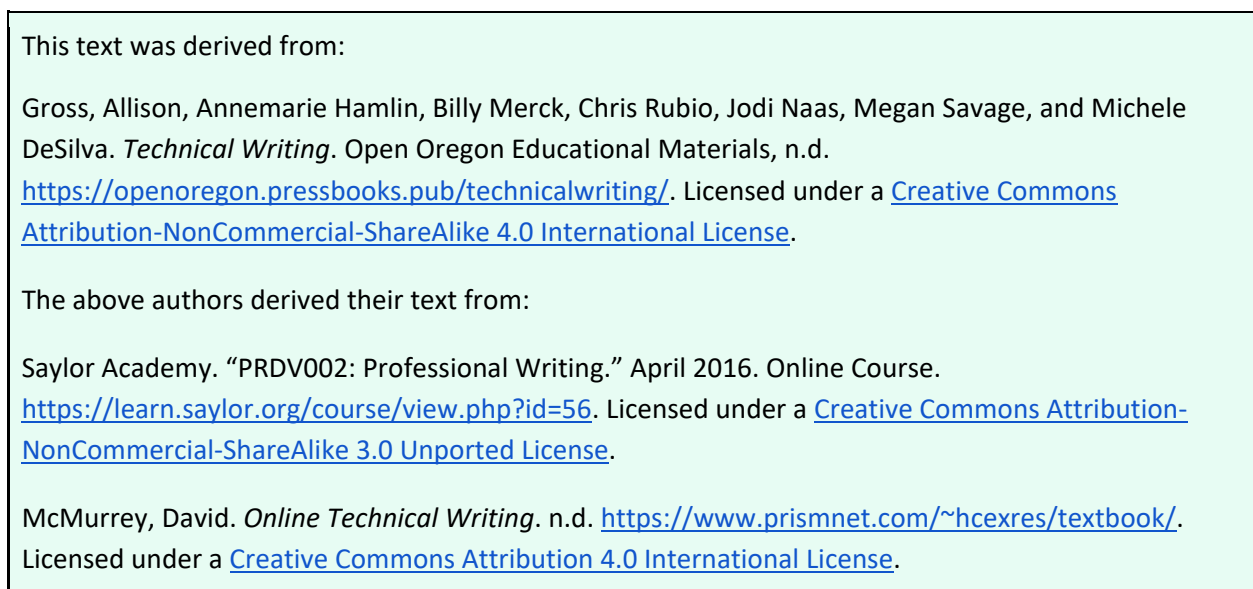 This text was derived from:
Gross, Allison, Annemarie Hamlin, Billy Merck, Chris Rubio, Jodi Naas, Megan Savage, and Michele
DeSilva. Technical Writing. Open Oregon Educational Materials, n.d.
https://openoregon.pressbooks.pub/technicalwriting/. Licensed under a Creative Commons
Attribution-NonCommercial-ShareAlike 4.0 International License.
The above authors derived their text from:
Saylor Academy. “PRDV002: Professional Writing.” April 2016. Online Course.
https://learn.saylor.org/course/view.php?id=56. Licensed under a Creative Commons Attribution-
NonCommercial-ShareAlike 3.0 Unported License.
McMurrey, David. Online Technical Writing. n.d. https://www.prismnet.com/~hcexres/textbook/.
Licensed under a Creative Commons Attribution 4.0 International License.